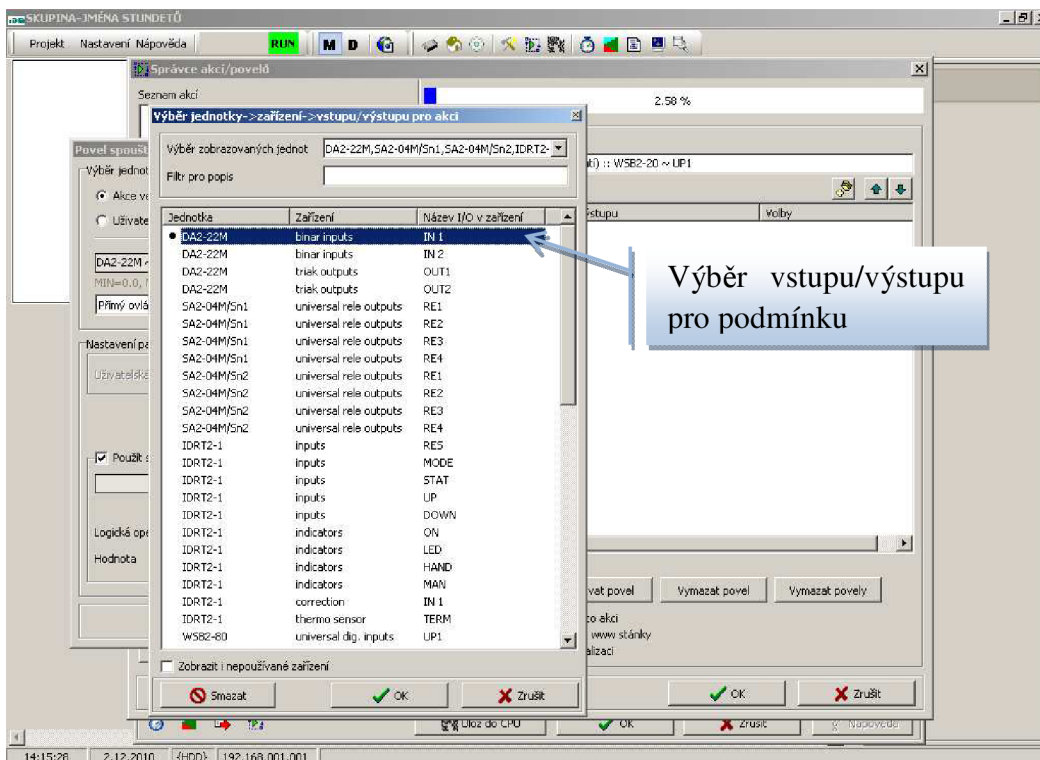 SKUPINA-JMÉNA STUNDETŮ
Projekt Nastavení Nápověda RUN M D
Správce akcí/povelů
Seznam akcí
2.58 %
Výběr jednotky->zařízení->vstupu/výstupu pro akci
Výběr zobrazovaných jednot DA2-22M,SA2-04M/Sn1,SA2-04M/Sn2,IDRT2-
Filtr pro popis
Povel spoušt
Výběr jednot
Akce ve
Uživate
DA2-22M
MIN=0.0,
Přímý ovlá
Nastavení pa
Uživatelská
Použít s
Logická ope
Hodnota
:: WSB2-20 ~ UP1
ýstupu Volby
Jednotka Zařízení Název I/O v zařízení
DA2-22M binar inputs IN 1
DA2-22M binar inputs IN 2
DA2-22M triak outputs OUT1
DA2-22M triak outputs OUT2
SA2-04M/Sn1 universal rele outputs RE1
SA2-04M/Sn1 universal rele outputs RE2
SA2-04M/Sn1 universal rele outputs RE3
SA2-04M/Sn1 universal rele outputs RE4
SA2-04M/Sn2 universal rele outputs RE1
SA2-04M/Sn2 universal rele outputs RE2
SA2-04M/Sn2 universal rele outputs RE3
SA2-04M/Sn2 universal rele outputs RE4
IDRT2-1 inputs RES
IDRT2-1 inputs MODE
IDRT2-1 inputs STAT
IDRT2-1 inputs UP
IDRT2-1 inputs DOWN
IDRT2-1 indicators ON
IDRT2-1 indicators LED
IDRT2-1 indicators HAND
IDRT2-1 indicators MAN
IDRT2-1 correction IN 1
IDRT2-1 thermo sensor TERM
WSB2-80 universal dig. inputs UP1
Výběr vstupu/výstupu
pro podmínku
Zobrazit i nepoužívané zařízení
Smazat OK Zrušit
vat povel Vymazat povel Vymazat povely
to akci
www stánky
alizaci
OK Zrušit
Ulož do CPU OK Zrušit Nápověda
14:15:28 2.12.2010 {HDD} 192.168.001.001